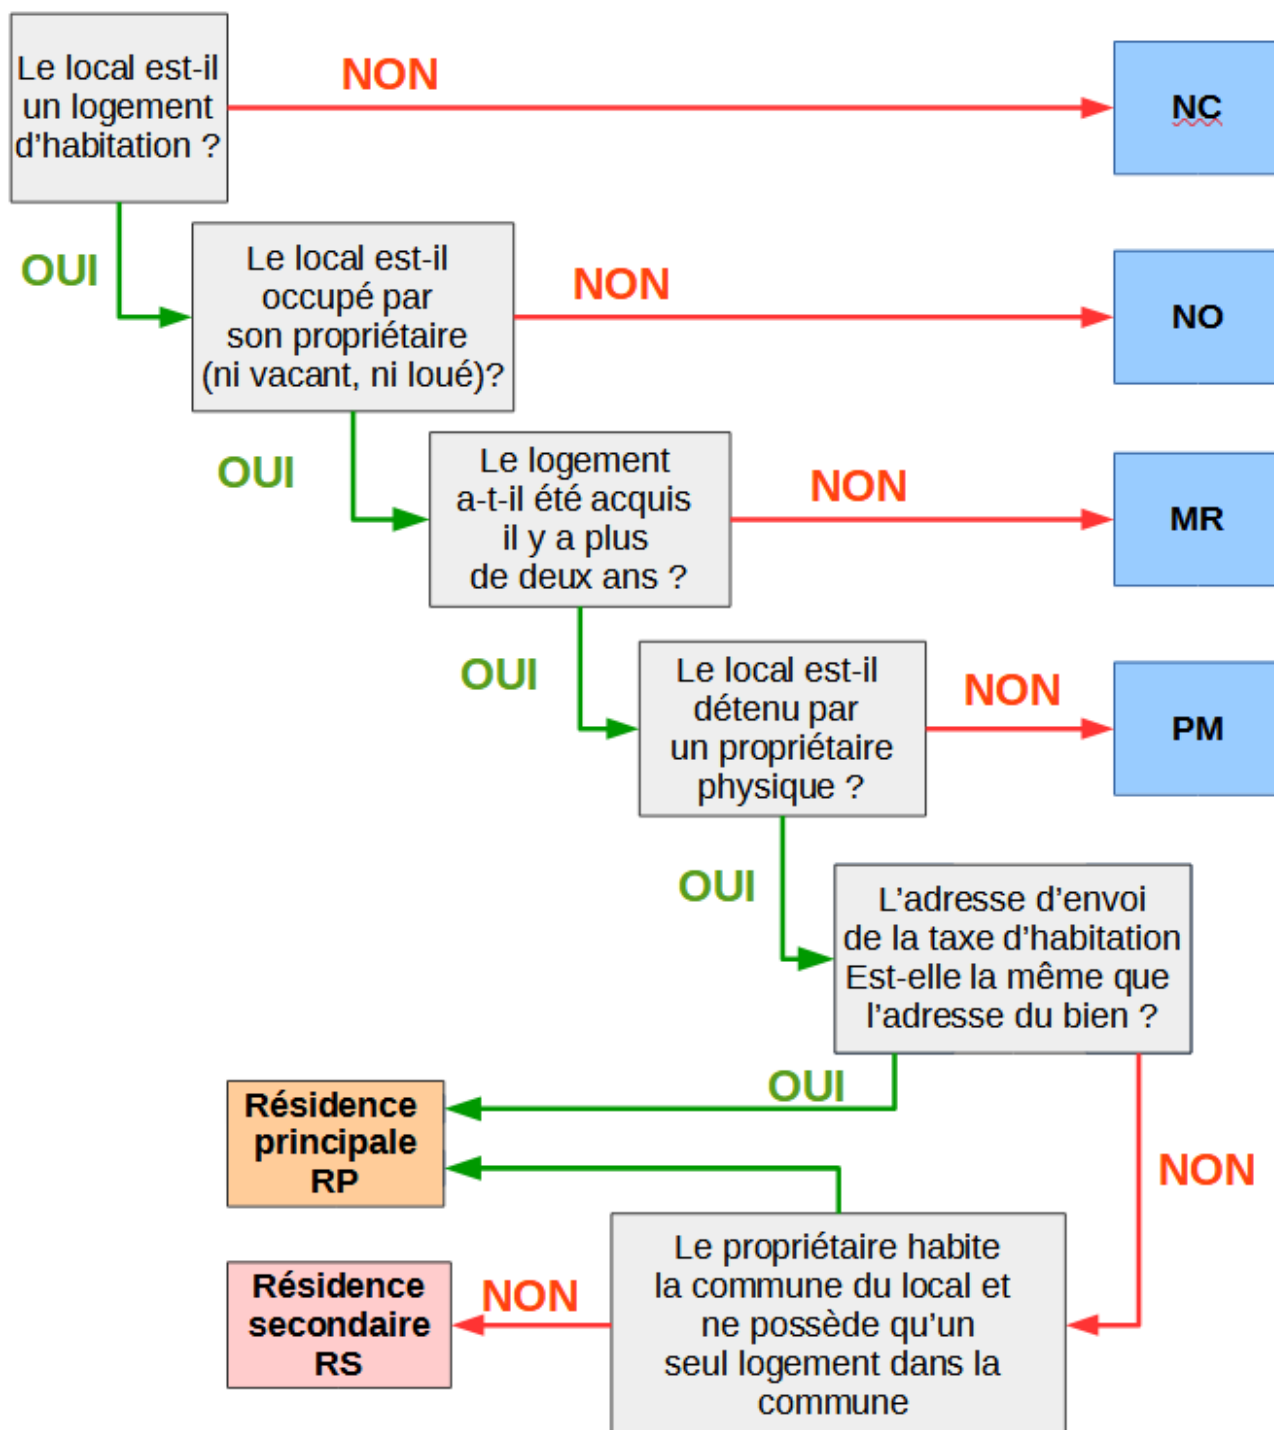 Le local est-il
un logement
d'habitation ?
NON
NC
OUI
Le local est-il
occupé par
son propriétaire
(ni vacant, ni loué)?
NON
NO
OUI
Le logement
a-t-il été acquis
il y a plus
de deux ans ?
NON
MR
OUI
Le local est-il
détenu par
un propriétaire
physique ?
NON
PM
OUI
L'adresse d'envoi
de la taxe d'habitation
Est-elle la même que
l'adresse du bien ?
OUI
NON
Résidence
principale
RP
Le propriétaire habite
la commune du local et
ne possède qu'un
seul logement dans la
commune
NON
Résidence
secondaire
RS